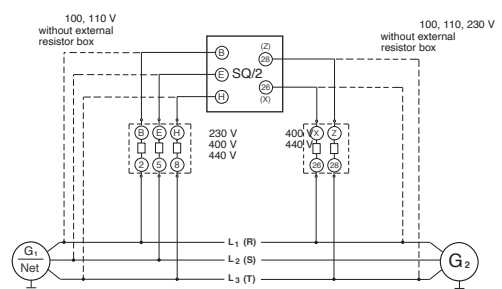 100, 110 V
without external
resistor box
100, 110, 230 V
without external
resistor box
B
(Z)
28
E
SQ/2
26
H
(X)
B E H
230 V
400 V
440 V
2 5 8
400 V
440 V
X Z
26 28
L1 (R)
G1
Net
L2 (S)
G2
L3 (T)